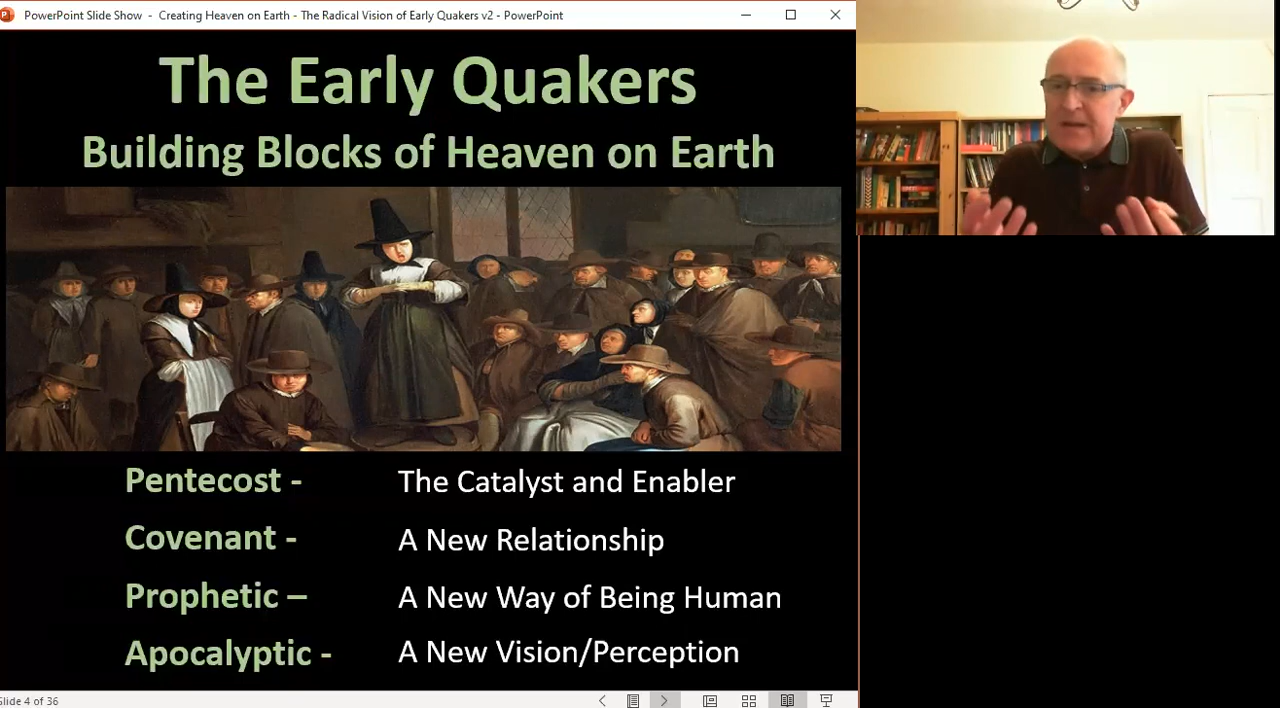 PowerPoint Slide Show - Creating Heaven on Earth - The Radical Vision of Early Quakers v2 - PowerPoint
The Early Quakers
Building Blocks of Heaven on Earth
Pentecost - The Catalyst and Enabler
Covenant - A New Relationship
Prophetic – A New Way of Being Human
Apocalyptic - A New Vision/Perception
Slide 4 of 36